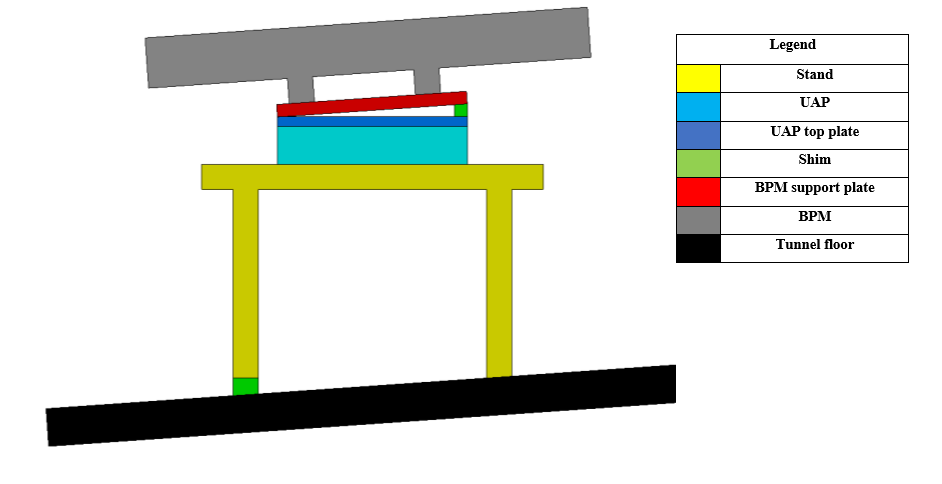 Legend
Stand
UAP
UAP top plate
Shim
BPM support plate
BPM
Tunnel floor